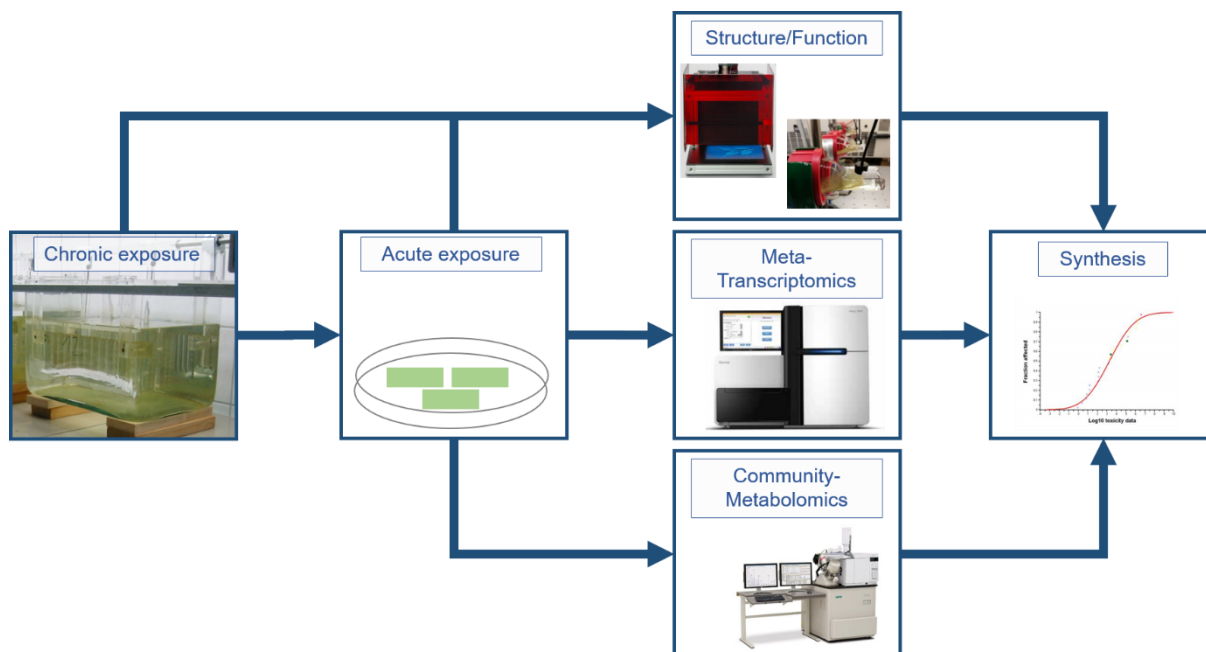 Structure/Function
Chronic exposure
Acute exposure
Meta-
Transcriptomics
Synthesis
Fraction affected
Log10 toxicity data
Community-
Metabolomics